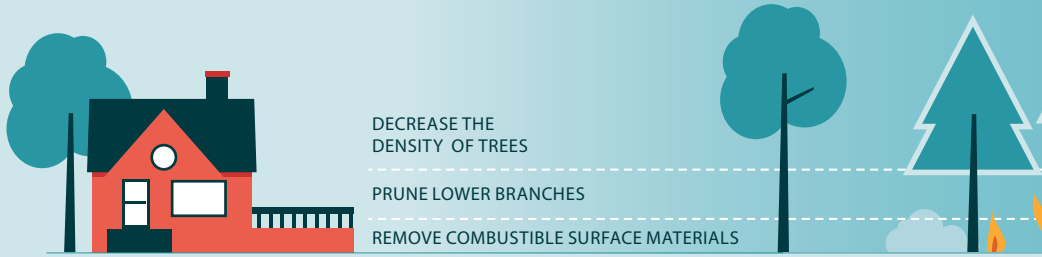 DECREASE THE
DENSITY OF TREES
PRUNE LOWER BRANCHES
REMOVE COMBUSTIBLE SURFACE MATERIALS